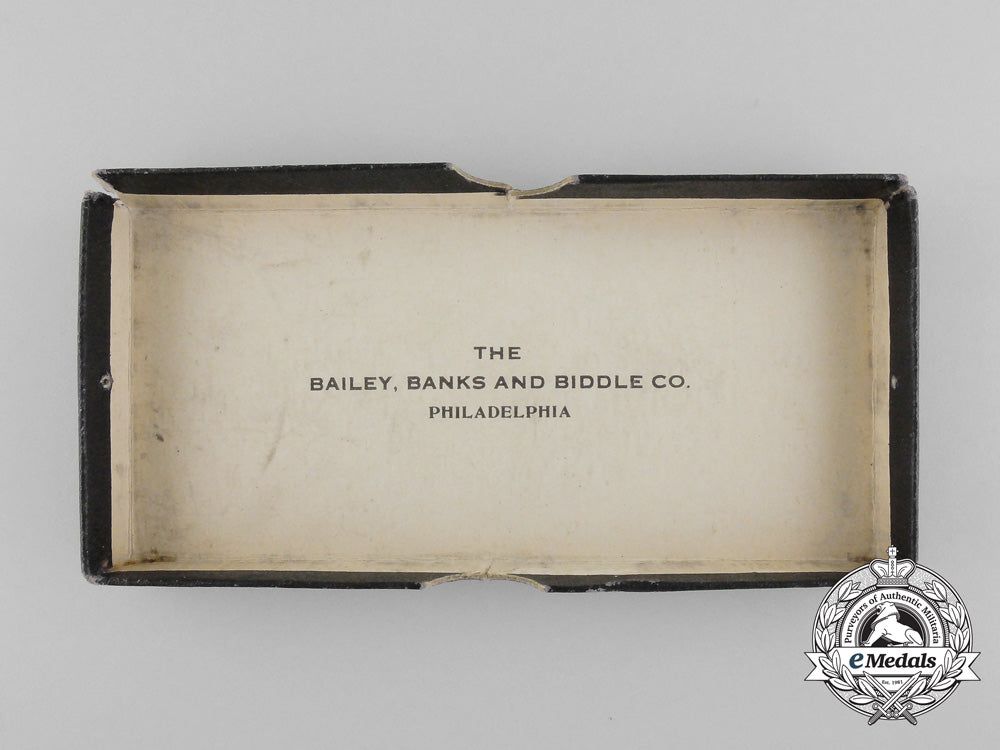 THE
BAILEY, BANKS AND BIDDLE CO.
PHILADELPHIA
Purveyors of Authentic Militaria
eMedals
Est. 1981